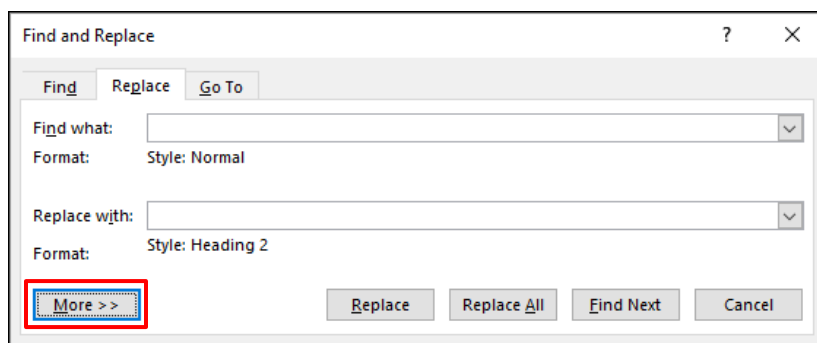 Find and Replace ?
Find Replace Go To
Find what:
Format: Style: Normal
Replace with:
Format: Style: Heading 2
More >> Replace Replace All Find Next Cancel